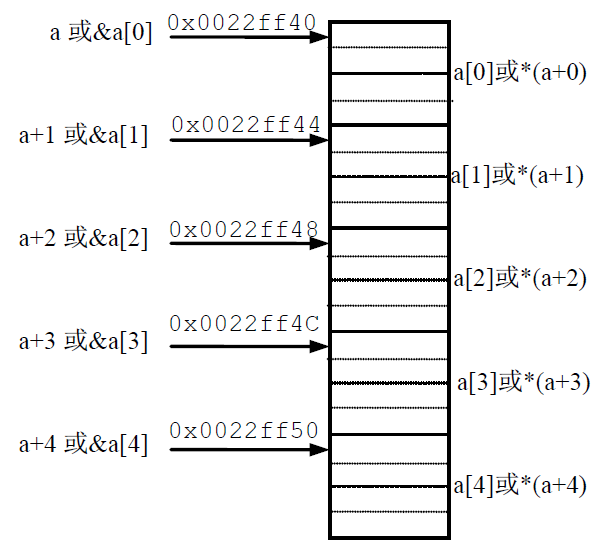 a 或&a[0] 0x0022ff40
a[0]或*(a+0)
a+1 或&a[1] 0x0022ff44
a[1]或*(a+1)
a+2 或&a[2] 0x0022ff48
a[2]或*(a+2)
a+3 或&a[3] 0x0022ff4C
a[3]或*(a+3)
a+4 或&a[4] 0x0022ff50
a[4]或*(a+4)